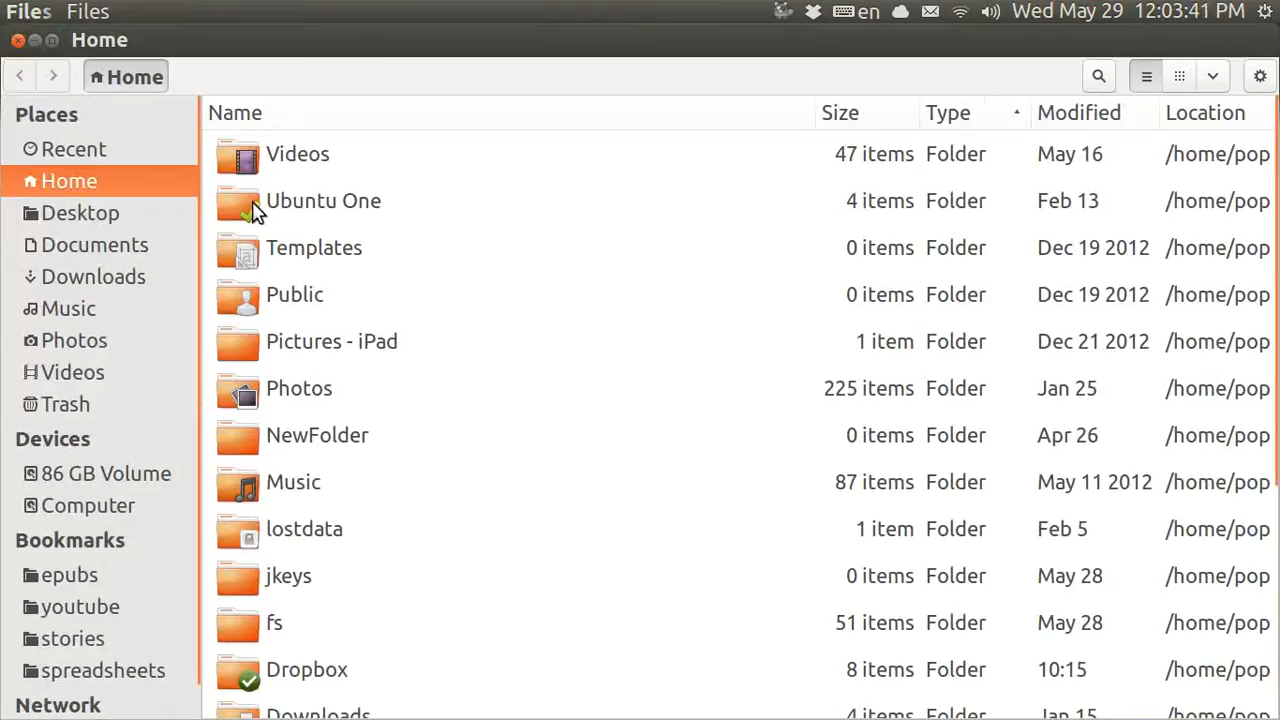 Files Files en Wed May 29 12:03:41 PM
Home
Home
Places
Recent
Home
Desktop
Documents
Downloads
Music
Photos
Videos
Trash
Devices
86 GB Volume
Computer
Bookmarks
epubs
youtube
stories
spreadsheets
Network
Name Size Type Modified Location
Videos 47 items Folder May 16 /home/pop
Ubuntu One 4 items Folder Feb 13 /home/pop
Templates 0 items Folder Dec 19 2012 /home/pop
Public 0 items Folder Dec 19 2012 /home/pop
Pictures - iPad 1 item Folder Dec 21 2012 /home/pop
Photos 225 items Folder Jan 25 /home/pop
NewFolder 0 items Folder Apr 26 /home/pop
Music 87 items Folder May 11 2012 /home/pop
lostdata 1 item Folder Feb 5 /home/pop
jkeys 0 items Folder May 28 /home/pop
fs 51 items Folder May 28 /home/pop
Dropbox 8 items Folder 10:15 /home/pop
Downloads 4 items Folder Jan 15 /home/pop